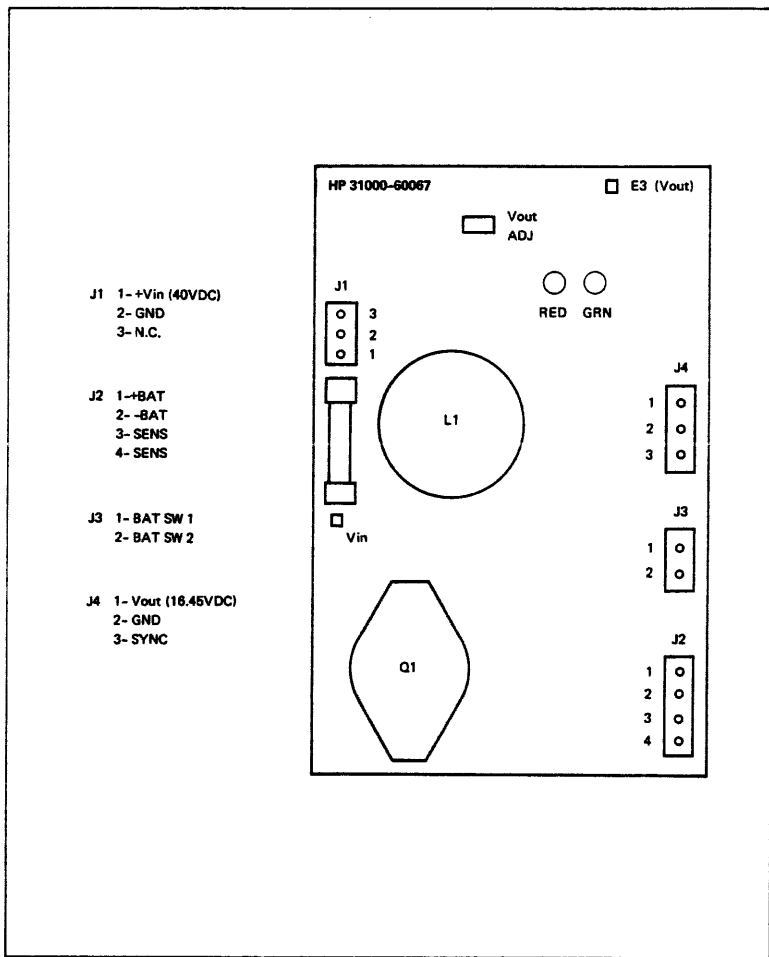 HP 31000-60067
E3 (Vout)
Vout
ADJ
J1 1- +Vin (40VDC)
2- GND
3- N.C.
J2 1-+BAT
2- -BAT
3- SENS
4- SENS
J3 1- BAT SW 1
2- BAT SW 2
J4 1- Vout (16.45VDC)
2- GND
3- SYNC
J1
3
2
1
RED GRN
L1
J4
1
2
3
Vin
J3
1
2
Q1
J2
1
2
3
4